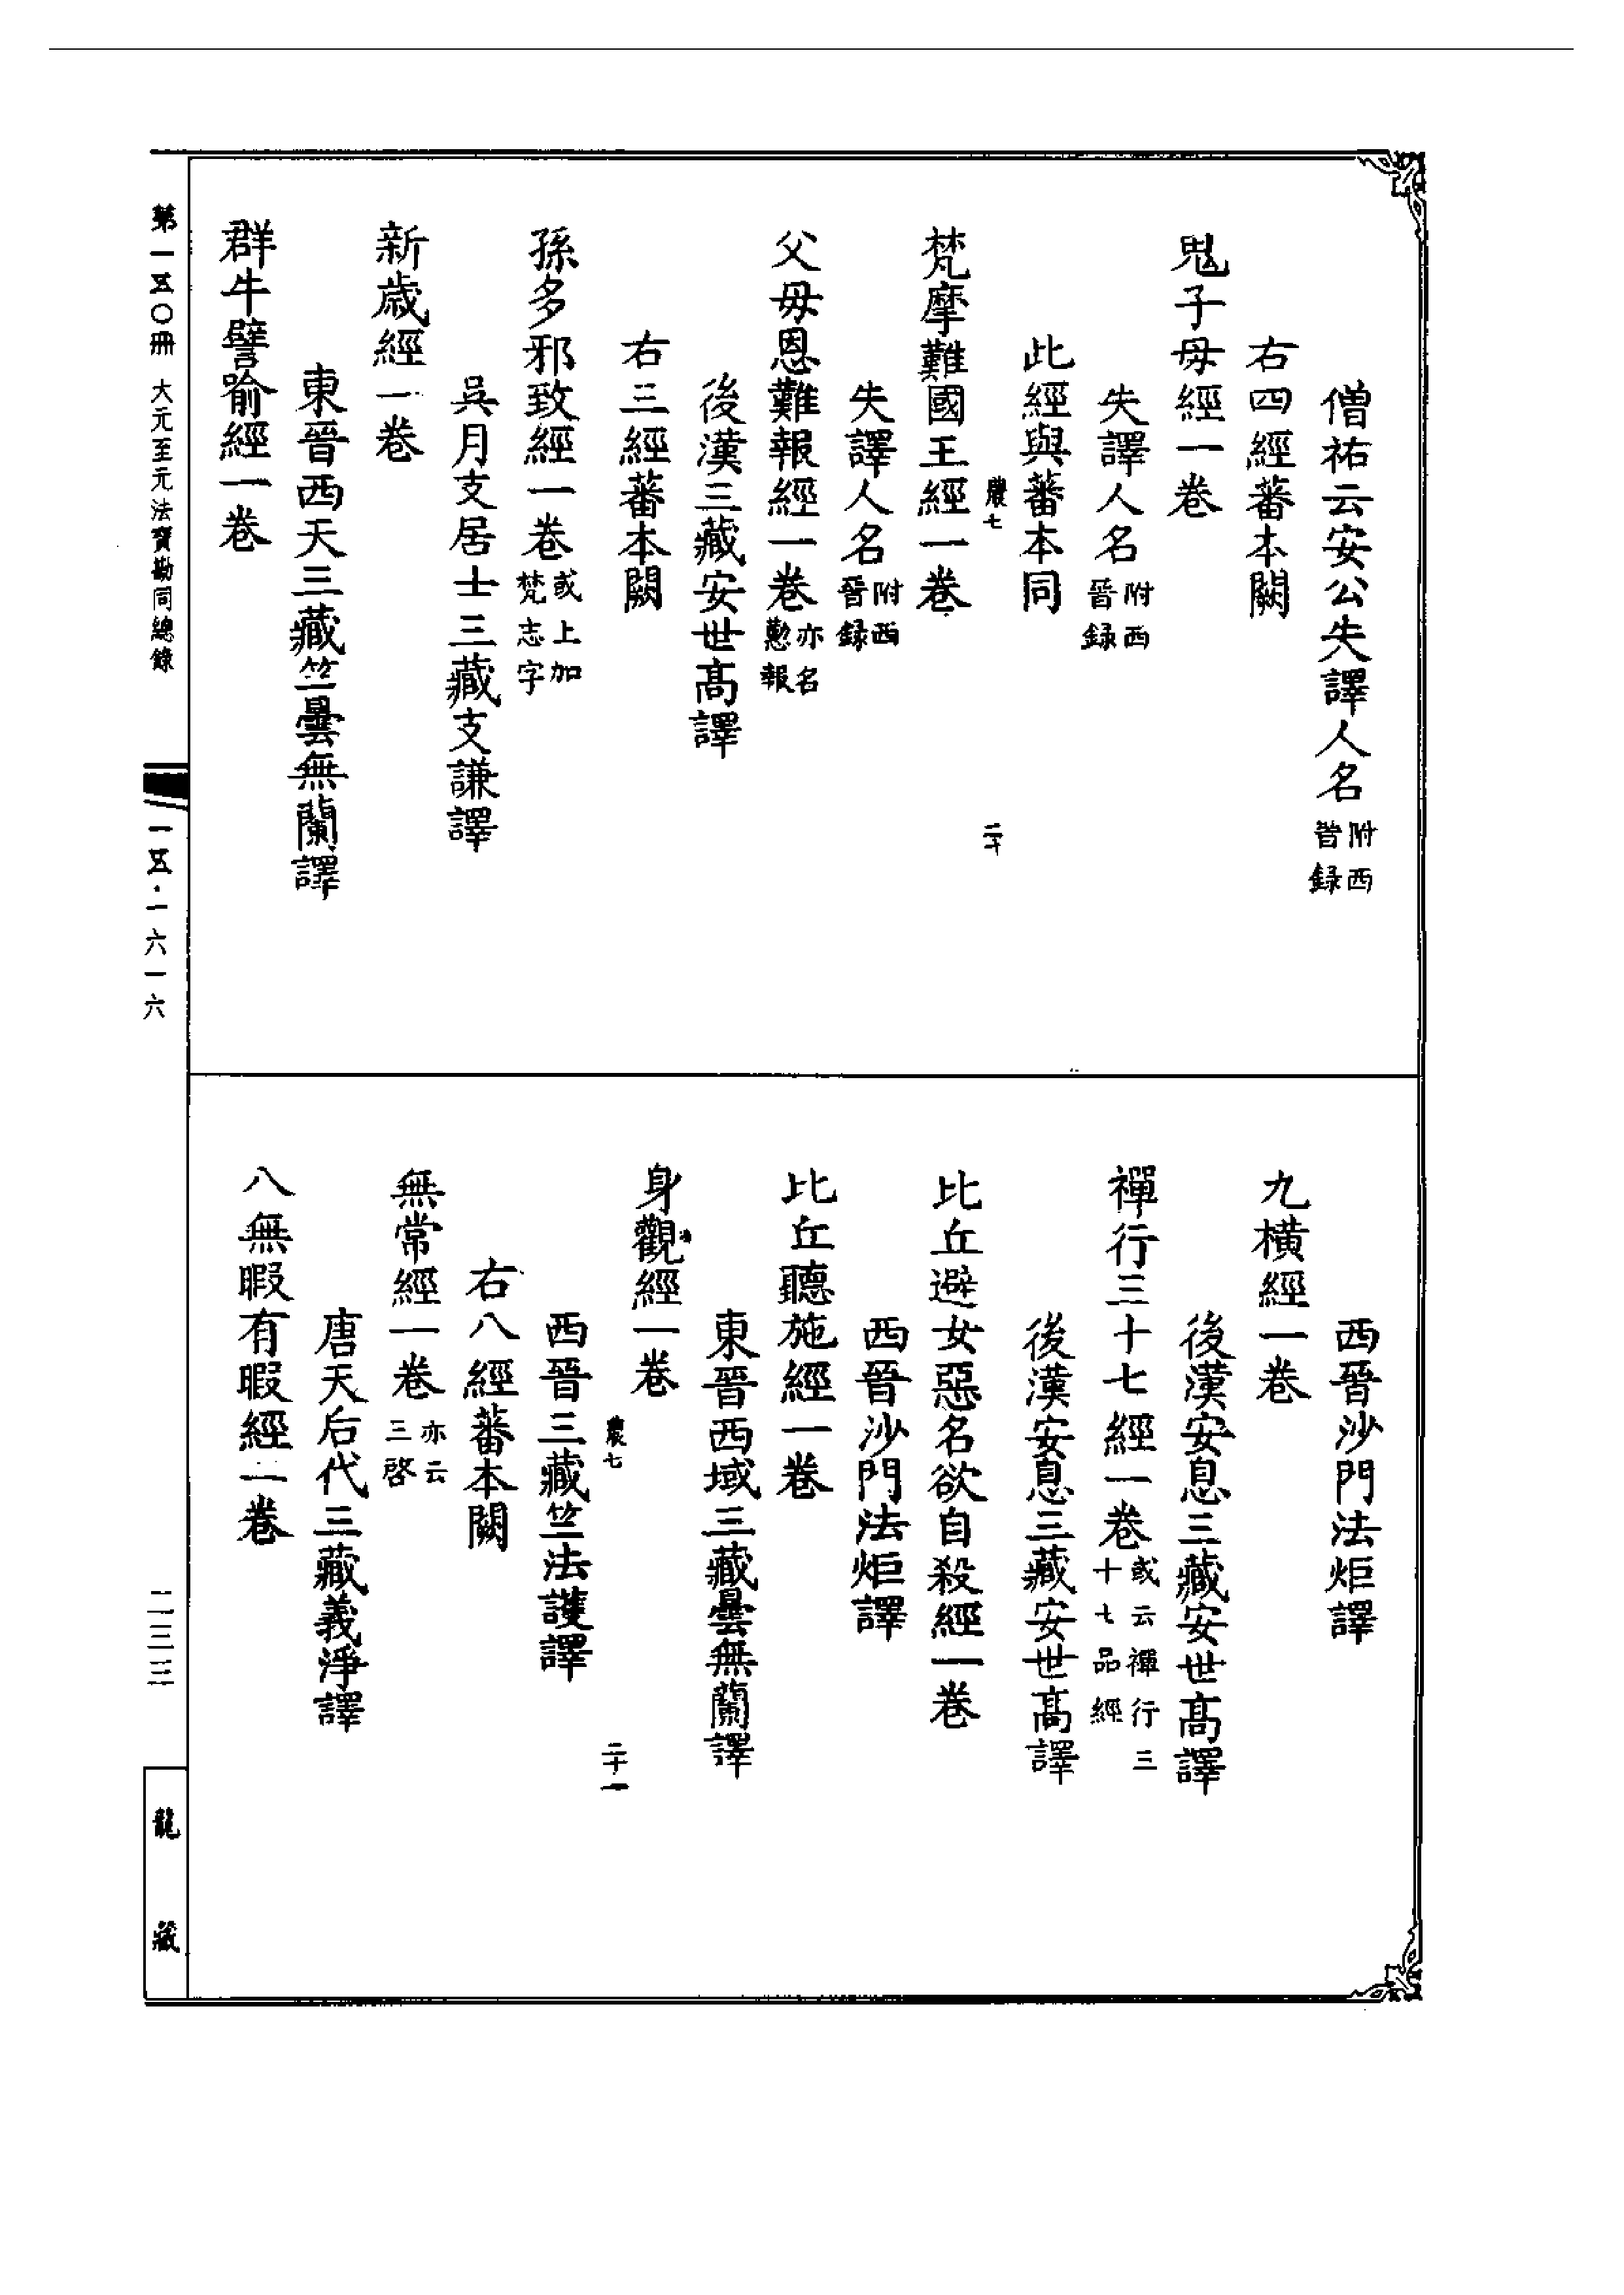 僧祐云安公失譯人名附西晉録
右四經蕃本闕
鬼子母經一卷
失譯人名附西晉録
此經與蕃本同
農七 二十
梵摩難國王經一卷
失譯人名附西晉録
父母恩難報經一卷亦名懃報
後漢三藏安世高譯
右三經蕃本闕
孫多邪致經一卷或上加梵志字
吳月支居士三藏支謙譯
新歳經一卷
東晉西天三藏竺曇無蘭譯
群牛譬喻經一卷
西晉沙門法炬譯
九橫經一卷
後漢安息三藏安世高譯
禪行三十七經一卷或云禪行三十七品經
後漢安息三藏安世高譯
比丘避女惡名欲自殺經一卷
西晉沙門法炬譯
比丘聽施經一卷
東晉西域三藏曇無蘭譯
身觀經一卷
農七 二十一
西晉三藏竺法護譯
右八經蕃本闕
無常經一卷亦云三啓
唐天后代三藏義淨譯
八無暇有暇經一卷
第一五〇冊 大元至元法寶勘同總錄
一五·一六一六
二三三
龍藏